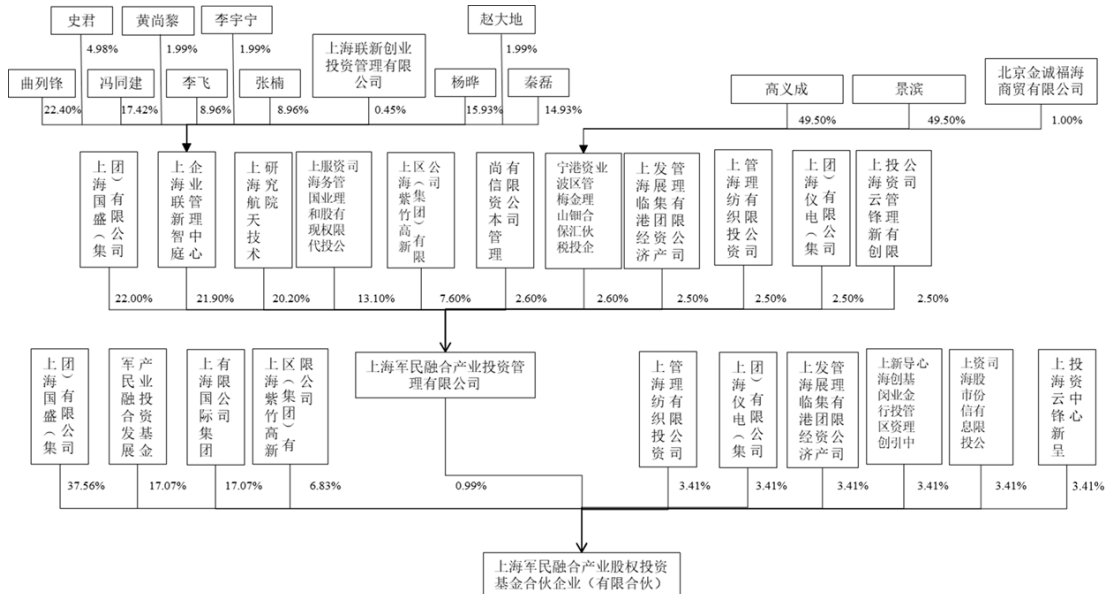 史君
黄尚黎
李宇宁
赵大地
4.98%
1.99%
1.99%
1.99%
曲列锋
冯同建
李飞
张楠
上海联新创业
投资管理有限
公司
杨晔
秦磊
高义成
景滨
北京金诚福海
商贸有限公司
22.40%
17.42%
8.96%
8.96%
0.45%
15.93%
14.93%
49.50%
49.50%
1.00%
上海国盛（集
团）有限公司
上海联新智庭
企业管理中心
上海航天技术
研究院
上海国和现代
服务业股权投
资管理有限公
司
上海紫竹高新
区（集团）有限
公司
尚信资本管理
有限公司
宁波梅山保税
港区金钿汇投
资管理合伙企
业
上海临港经济
发展集团资产
管理有限公司
上海纺织投资
管理有限公司
上海仪电（集
团）有限公司
上海云锋新创
投资管理有限
公司
22.00%
21.90%
20.20%
13.10%
7.60%
2.60%
2.60%
2.50%
2.50%
2.50%
2.50%
上海国盛（集
团）有限公司
军民融合发展
产业投资基金
上海国际集团
有限公司
上海紫竹高新
区（集团）有
限公司
上海军民融合产业投资管
理有限公司
上海纺织投资
管理有限公司
上海仪电（集
团）有限公司
上海临港经济
发展集团资产
管理有限公司
上海闵行区创
新创业投资引
导基金管理中
心
上海市信息投
资股份有限公
司
上海云锋新呈
投资中心
37.56%
17.07%
17.07%
6.83%
0.99%
3.41%
3.41%
3.41%
3.41%
3.41%
3.41%
上海军民融合产业股权投资
基金合伙企业（有限合伙）